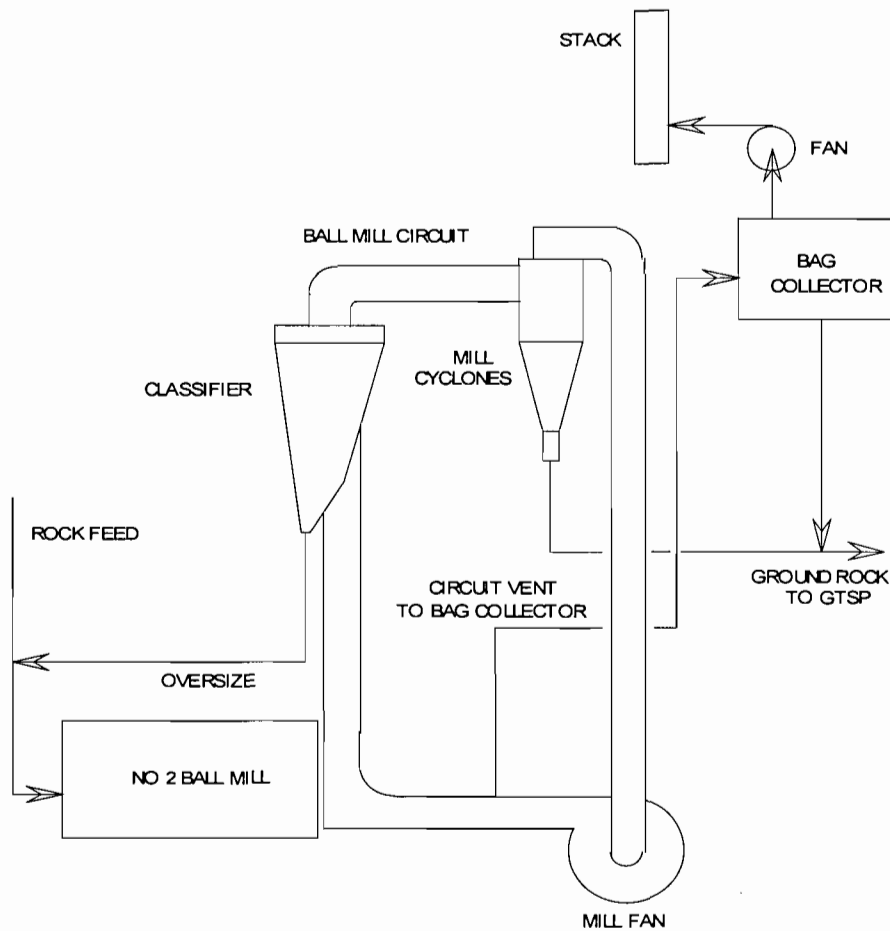 STACK
FAN
BALL MILL CIRCUIT
BAG
COLLECTOR
MILL
CYCLONES
CLASSIFIER
ROCK FEED
CIRCUIT VENT
TO BAG COLLECTOR
GROUND ROCK
TO GTSP
OVERSIZE
NO 2 BALL MILL
MILL FAN